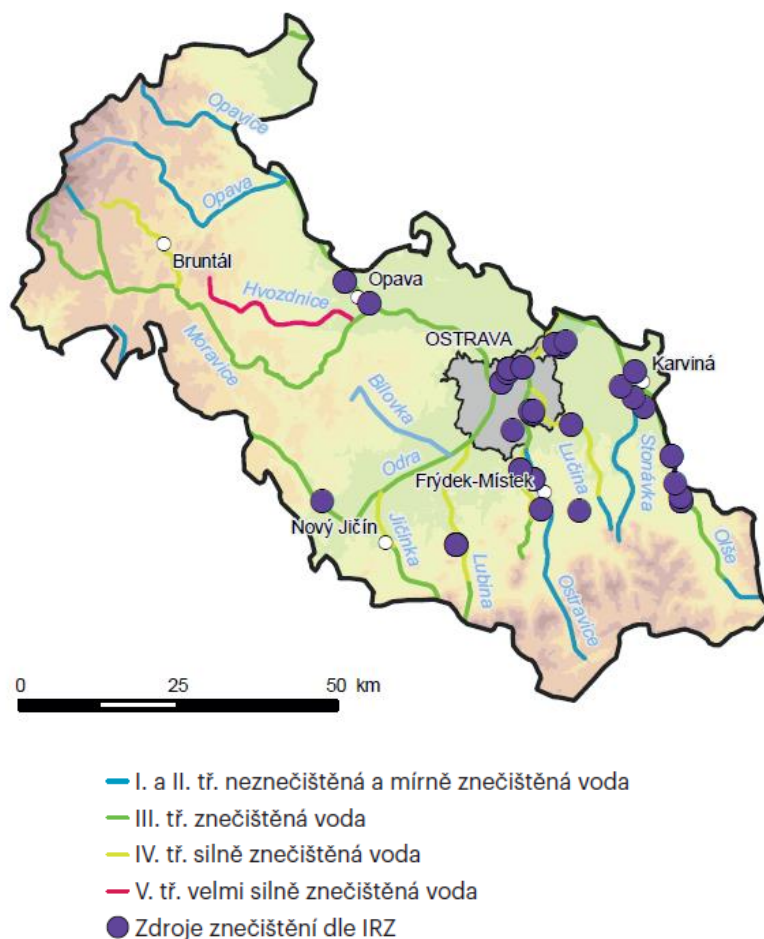 Opavice
Opava
Bruntál
Hvozdnice
Opava
Moravice
OSTRAVA
Karviná
Bílovka
Stonávka
Lučina
Odra
Frýdek-Místek
Nový Jičín
Jičínka
Lubina
Olše
Ostravice
0 25 50 km
I. a II. tř. neznečištěná a mírně znečištěná voda
III. tř. znečištěná voda
IV. tř. silně znečištěná voda
V. tř. velmi silně znečištěná voda
Zdroje znečištění dle IRZ